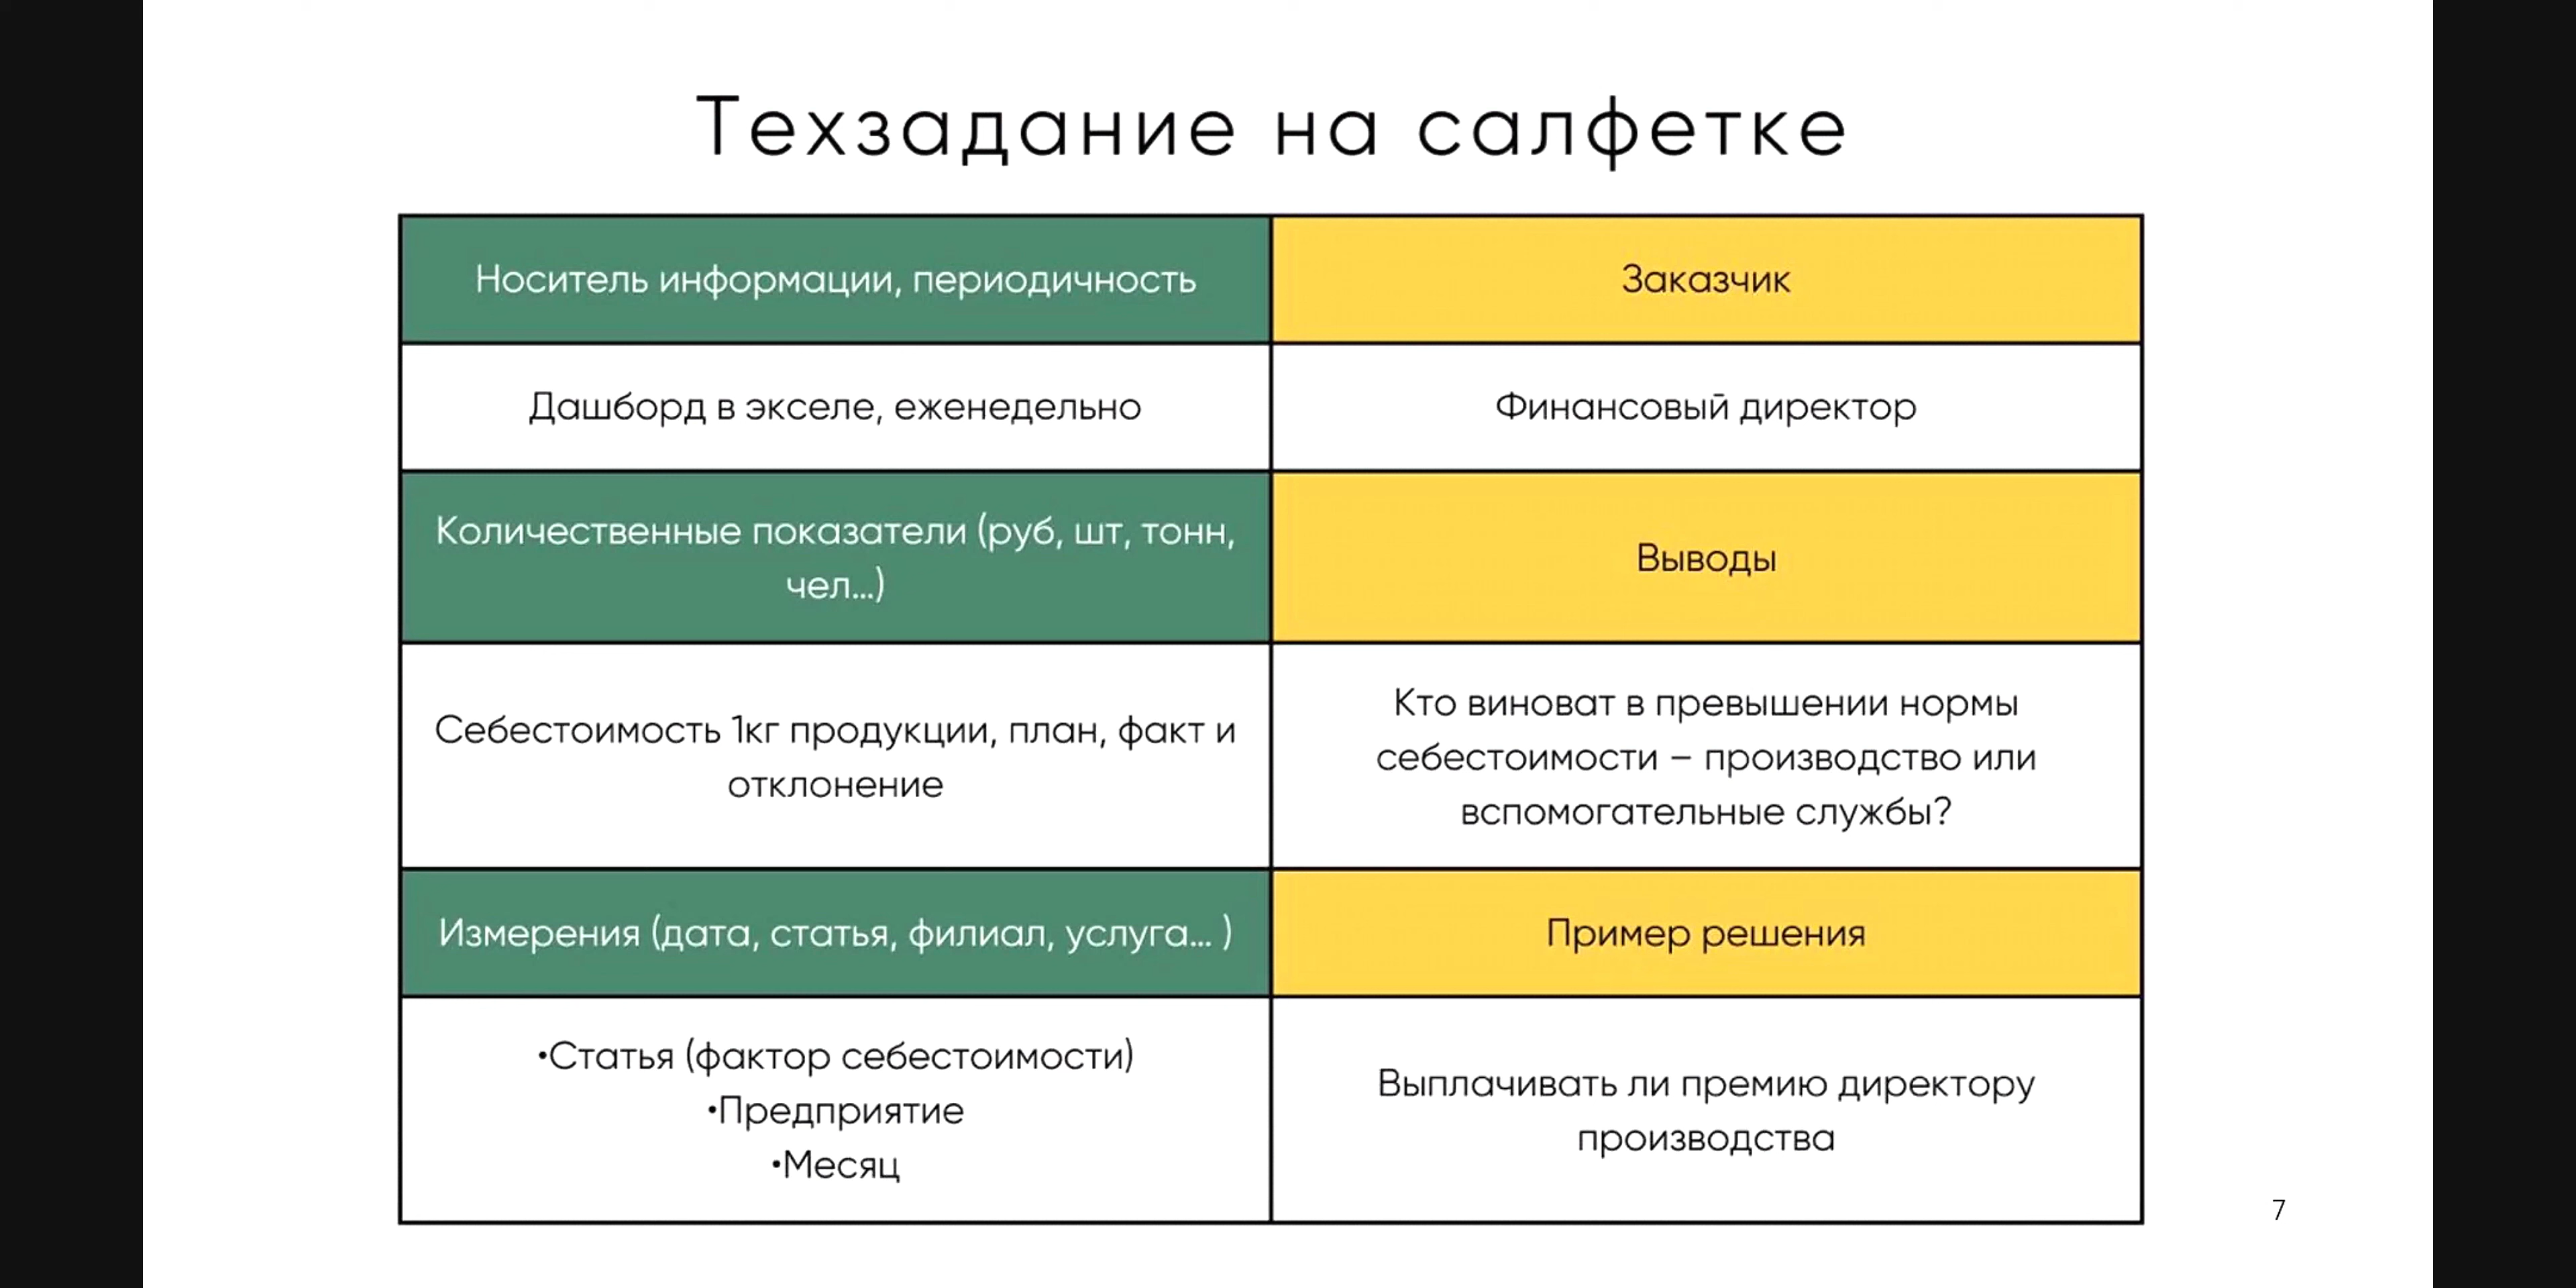 Техзадание на салфетке
Носитель информации, периодичность
Заказчик
Дашборд в экселе, еженедельно
Финансовый директор
Количественные показатели (руб, шт, тонн,
чел...)
Выводы
Себестоимость 1кг продукции, план, факт и
отклонение
Кто виноват в превышении нормы
себестоимости – производство или
вспомогательные службы?
Измерения (дата, статья, филиал, услуга... )
Пример решения
•Статья (фактор себестоимости)
•Предприятие
•Месяц
Выплачивать ли премию директору
производства
7